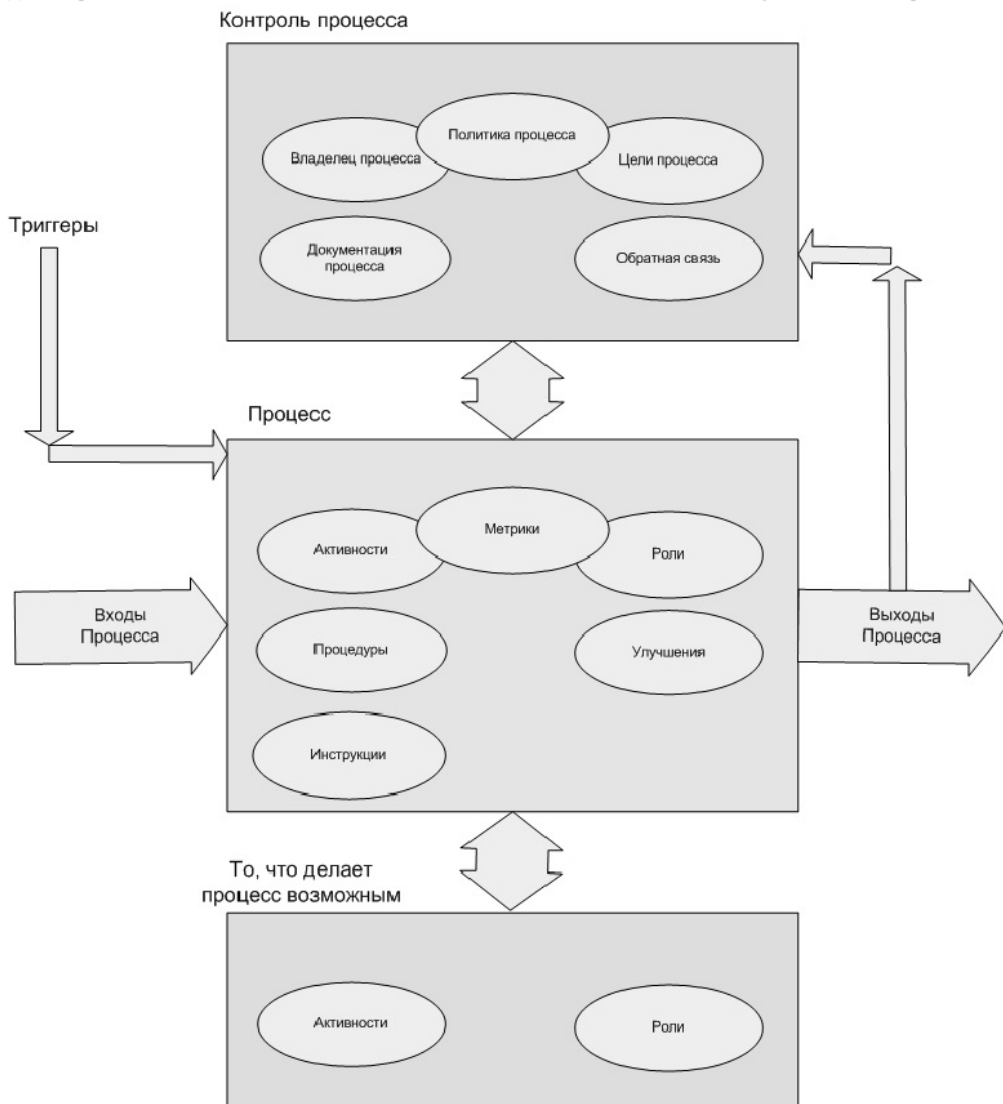 Контроль процесса
Политика процесса
Владелец процесса
Цели процесса
Триггеры
Документация
процесса
Обратная связь
Процесс
Метрики
Активности
Роли
Входы
Процесса
Выходы
Процесса
Процедуры
Улучшения
Инструкции
То, что делает
процесс возможным
Активности
Роли